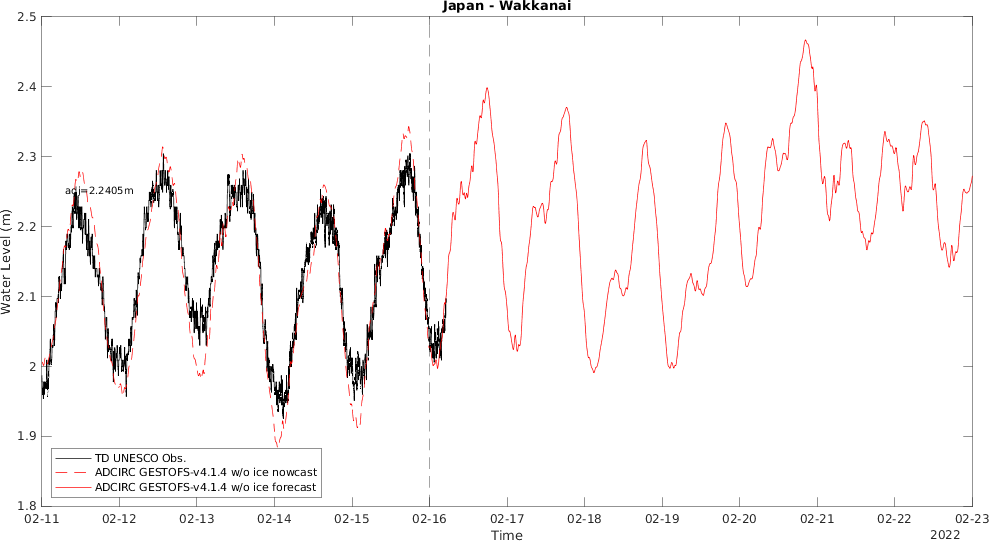 Japan - Wakkanai
2.5
2.4
2.3
2.2
2.1
2
1.9
1.8
Water Level (m)
adj=2.2405m
TD UNESCO Obs.
ADCIRC GESTOFS-v4.1.4 w/o ice nowcast
ADCIRC GESTOFS-v4.1.4 w/o ice forecast
02-11 02-12 02-13 02-14 02-15 02-16 02-17 02-18 02-19 02-20 02-21 02-22 02-23
Time
2022